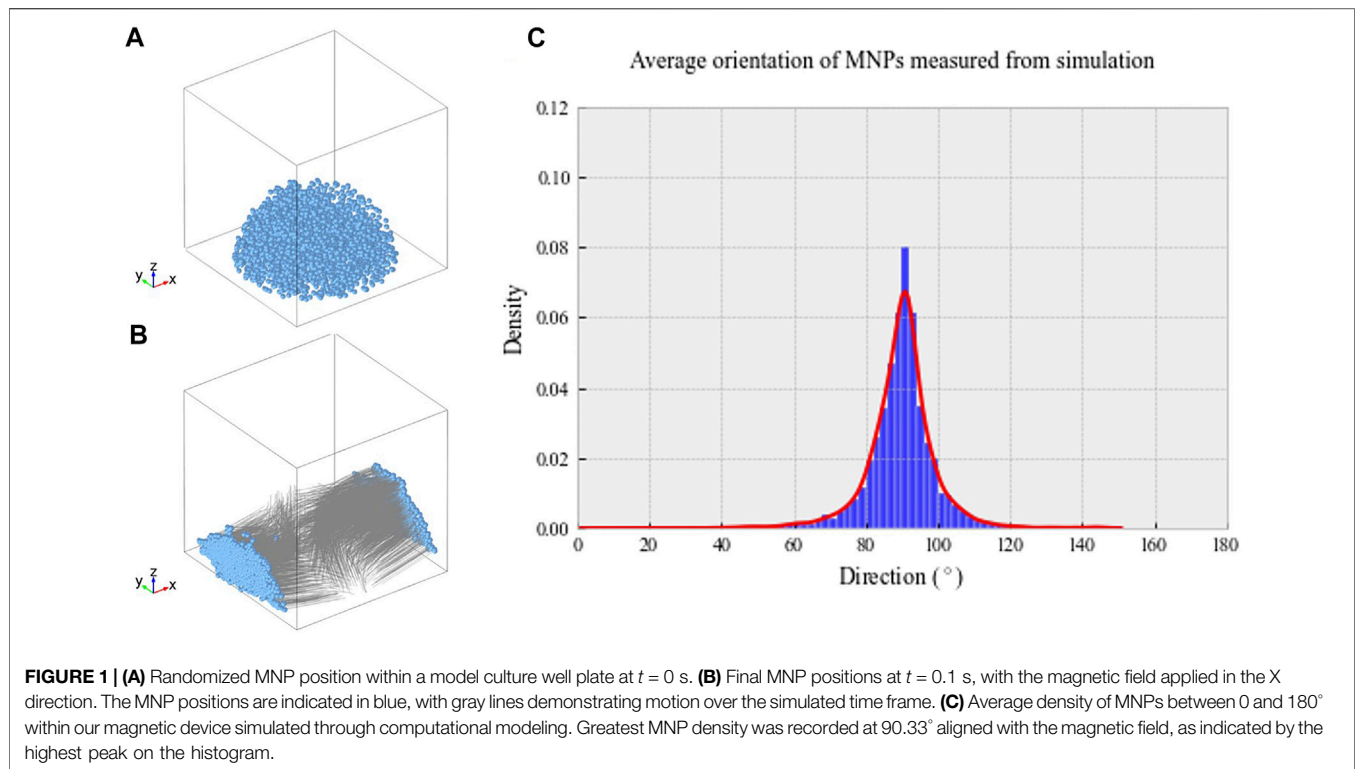 A
z
y
x
B
z
y
x
C
Average orientation of MNPs measured from simulation
0.12
0.10
0.08
0.06
0.04
0.02
0.00
Density
0 20 40 60 80 100 120 140 160 180
Direction (°)
FIGURE 1 | (A) Randomized MNP position within a model culture well plate at t = 0 s. (B) Final MNP positions at t = 0.1 s, with the magnetic field applied in the X
direction. The MNP positions are indicated in blue, with gray lines demonstrating motion over the simulated time frame. (C) Average density of MNPs between 0 and 180°
within our magnetic device simulated through computational modeling. Greatest MNP density was recorded at 90.33° aligned with the magnetic field, as indicated by the
highest peak on the histogram.